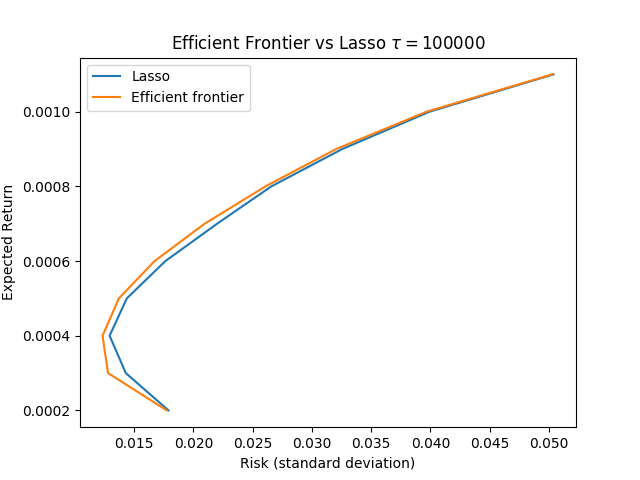 Efficient Frontier vs Lasso τ = 100000
Lasso
Efficient frontier
Expected Return
0.0010
0.0008
0.0006
0.0004
0.0002
0.015 0.020 0.025 0.030 0.035 0.040 0.045 0.050
Risk (standard deviation)